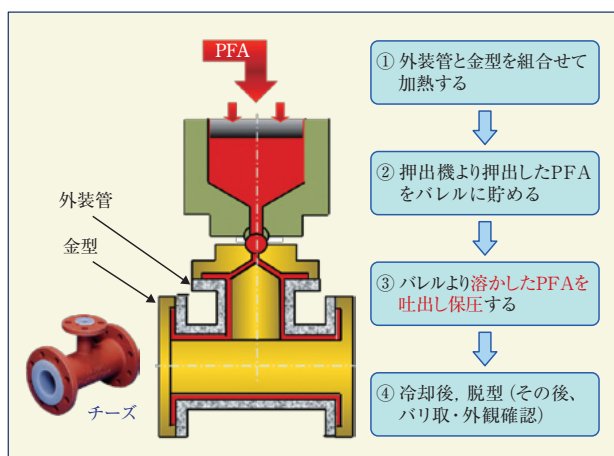 PFA
外装管
金型
チーズ
① 外装管と金型を組合せて
加熱する
② 押出機より押出したPFA
をバレルに貯める
③ バレルより溶かしたPFAを
吐出し保圧する
④ 冷却後，脱型（その後、
バリ取・外観確認）